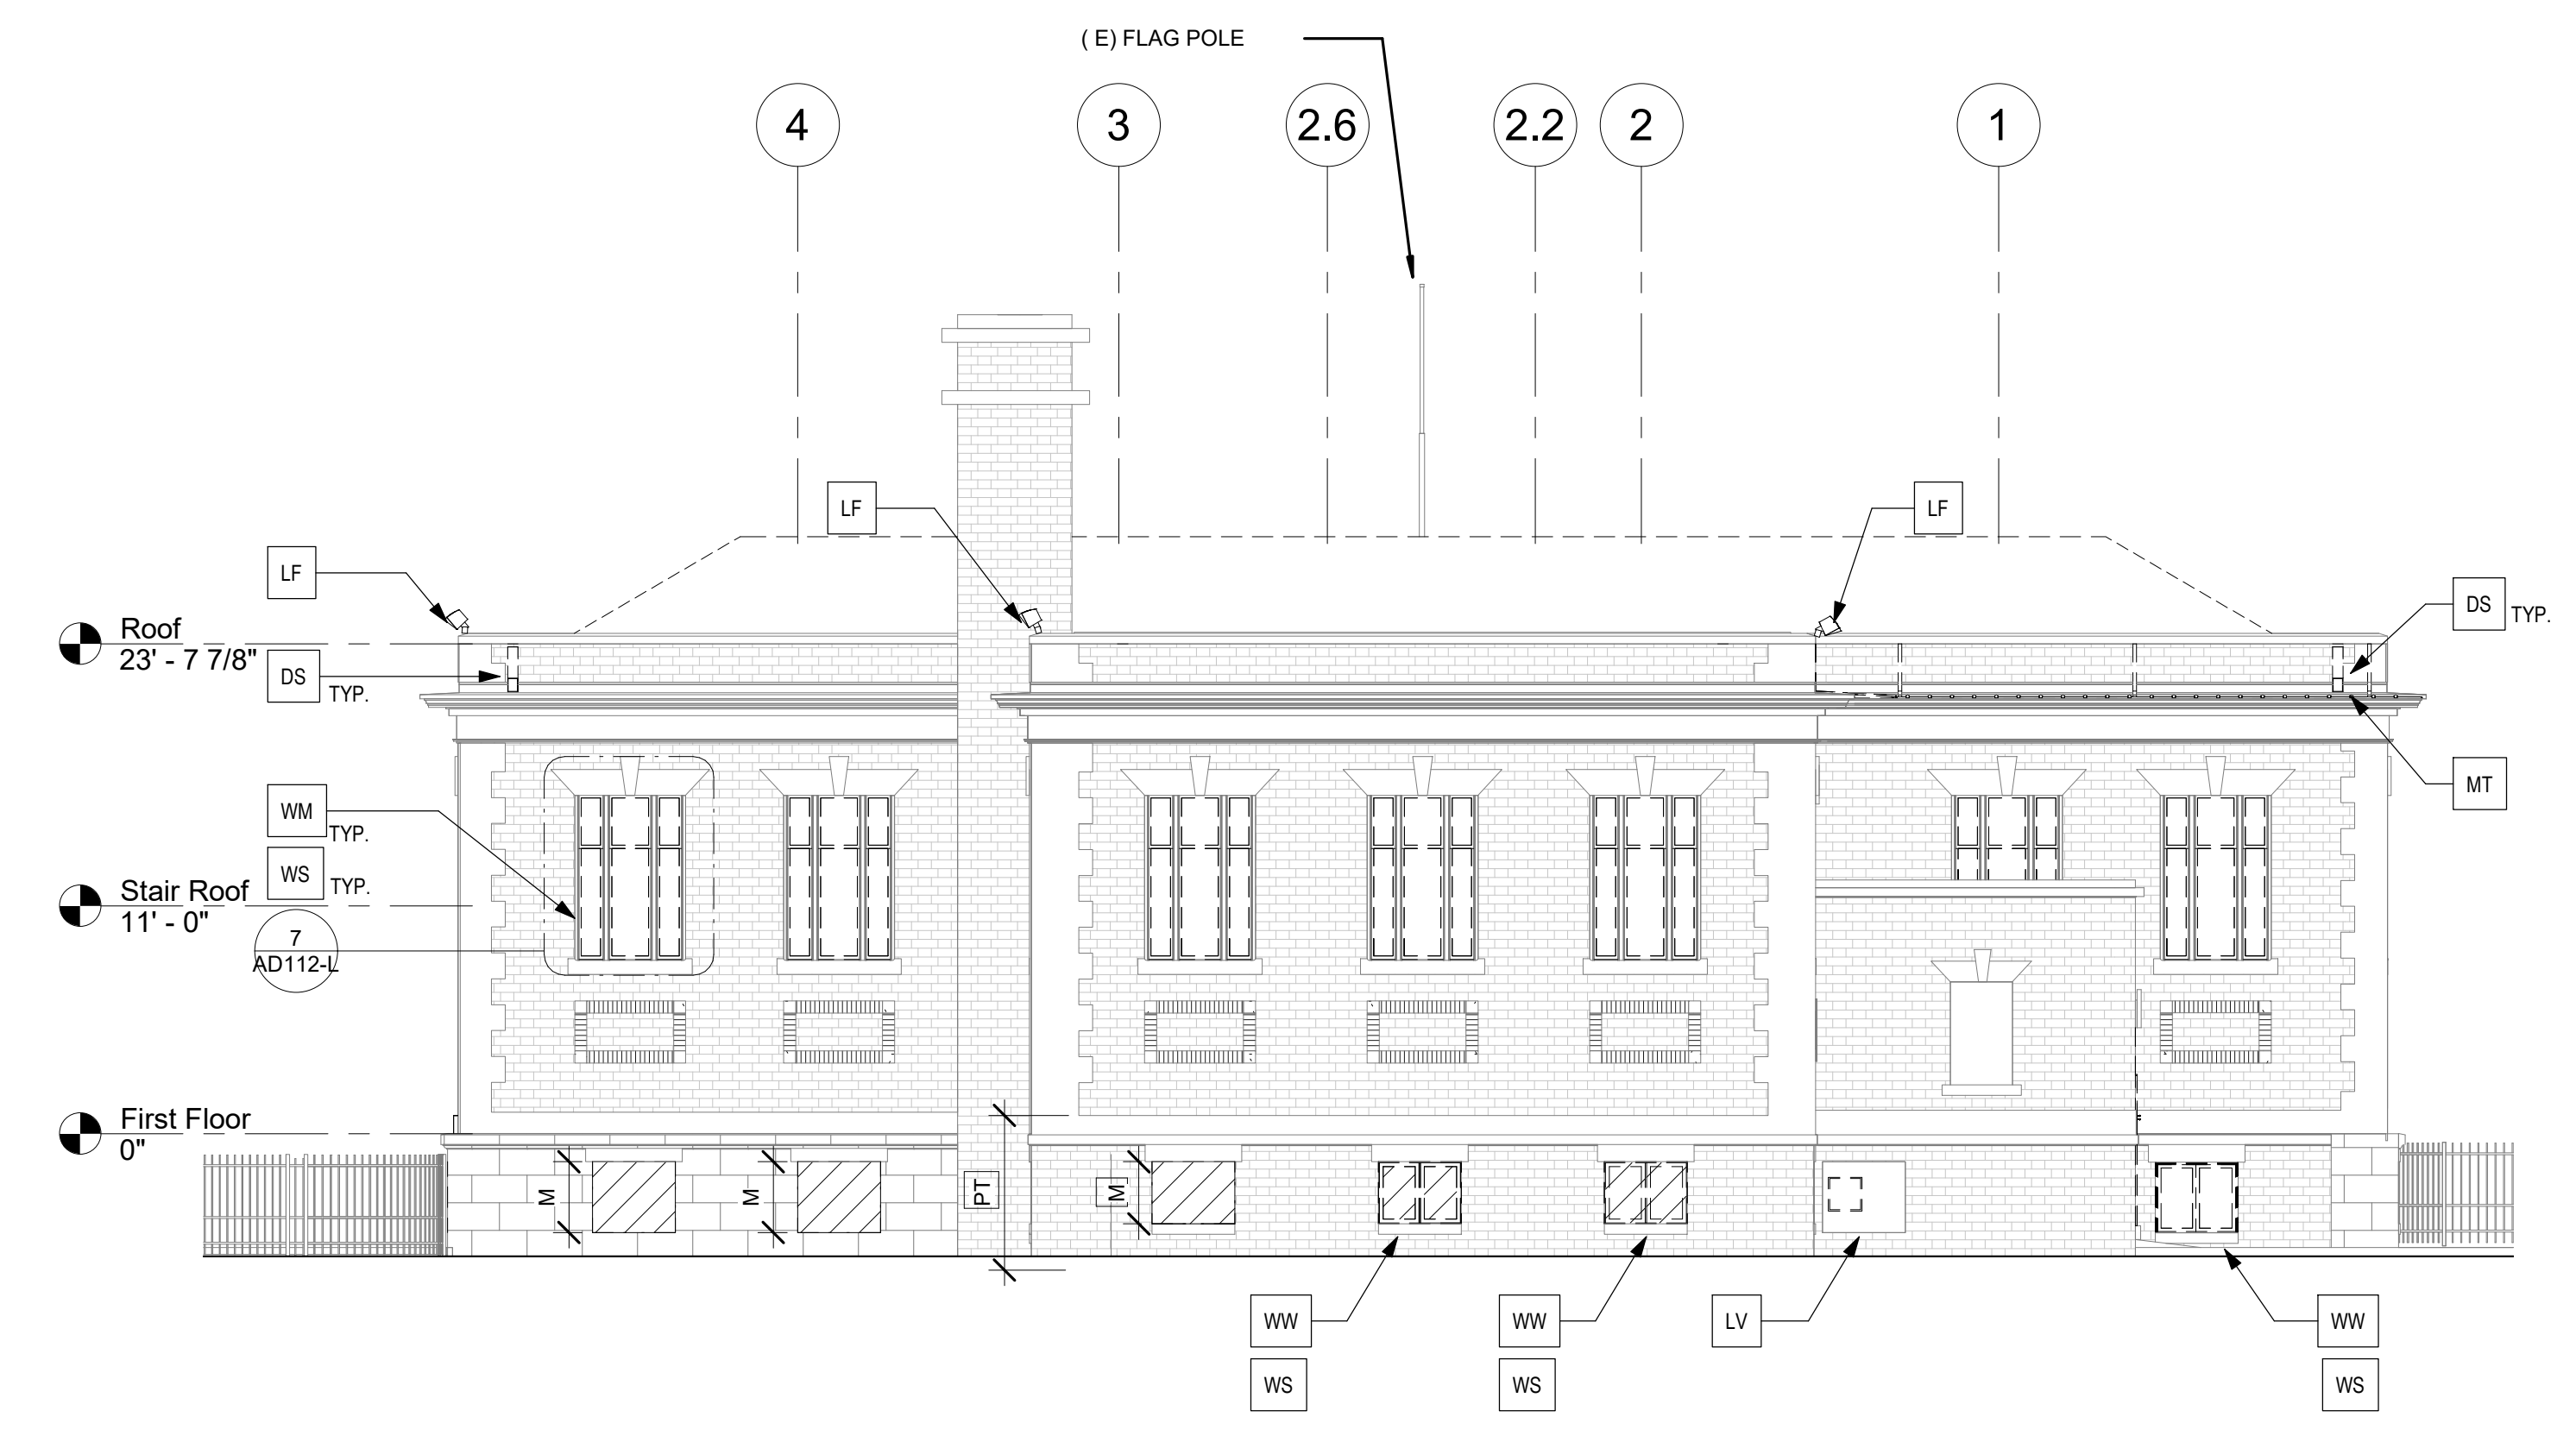 ( E) FLAG POLE
4
3
2.6
2.2
2
1
LF
LF
LF
DS
TYP.
Roof
23' - 7 7/8"
DS
TYP.
WM
TYP.
MT
WS
TYP.
Stair Roof
11' - 0"
7
AD112-L
First Floor
0"
M
M
PT
M
WW
WW
LV
WW
WS
WS
WS